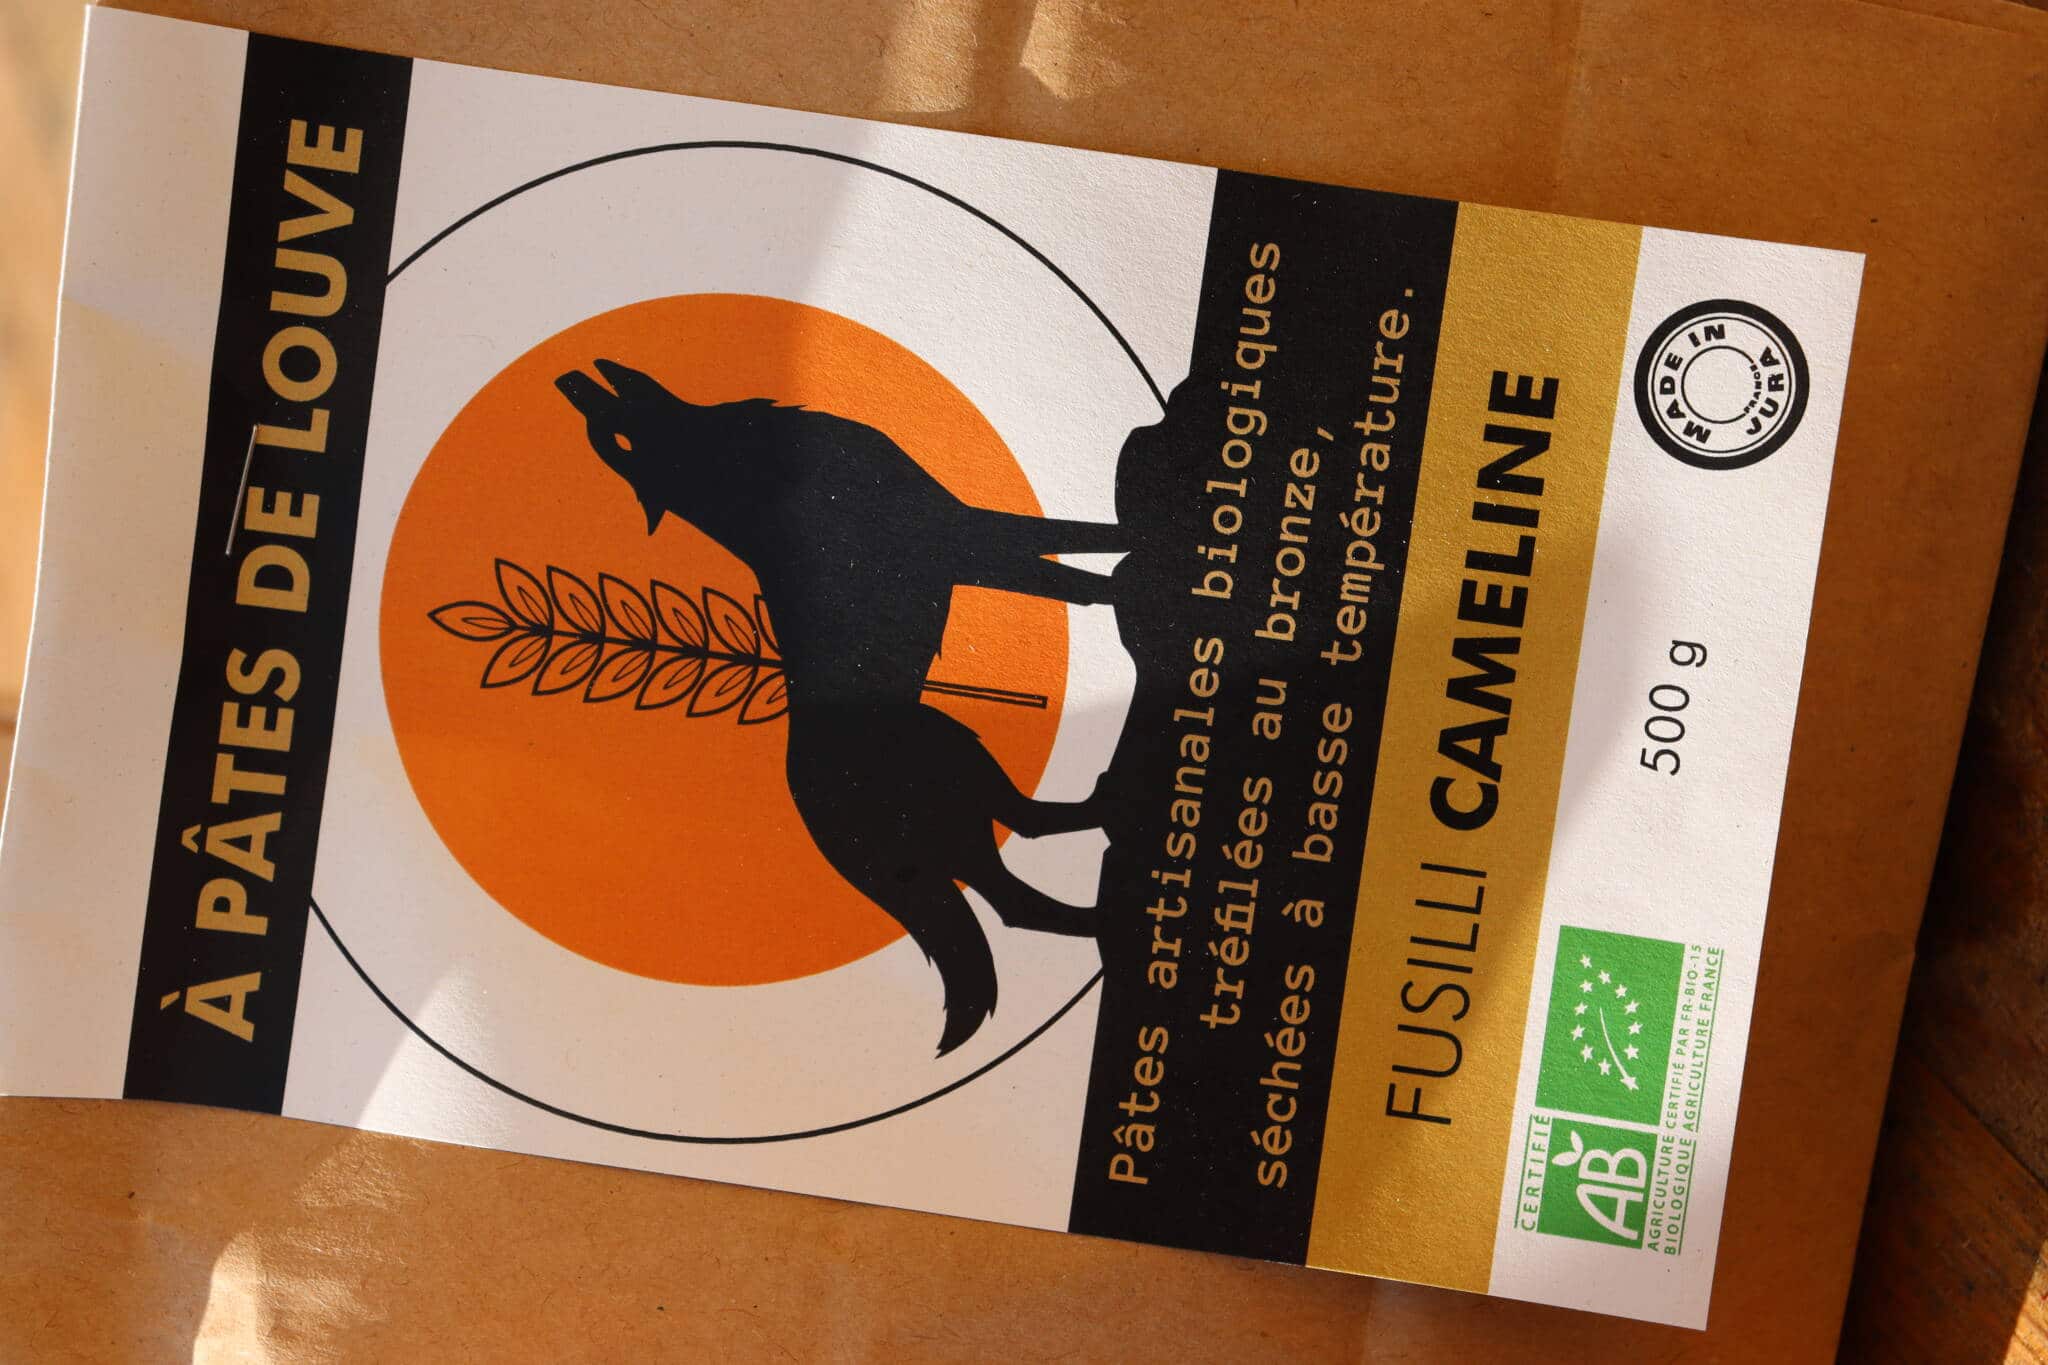 À PÂTES DE LOUVE
Pâtes artisanales biologiques
tréfilées au bronze,
séchées à basse température.
FUSILLI CAMELINE
CERTIFIÉ
AB
AGRICULTURE
BIOLOGIQUE
CERTIFIÉ PAR FR-BIO-15
AGRICULTURE FRANCE
500 g
MADE IN
JURA
FRANCE